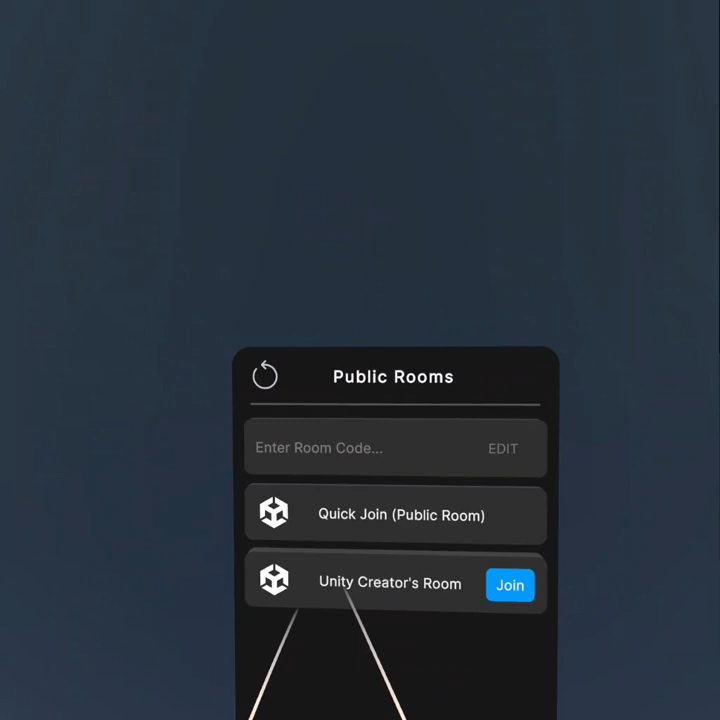 Public Rooms
Enter Room Code... EDIT
Quick Join (Public Room)
Unity Creator's Room Join